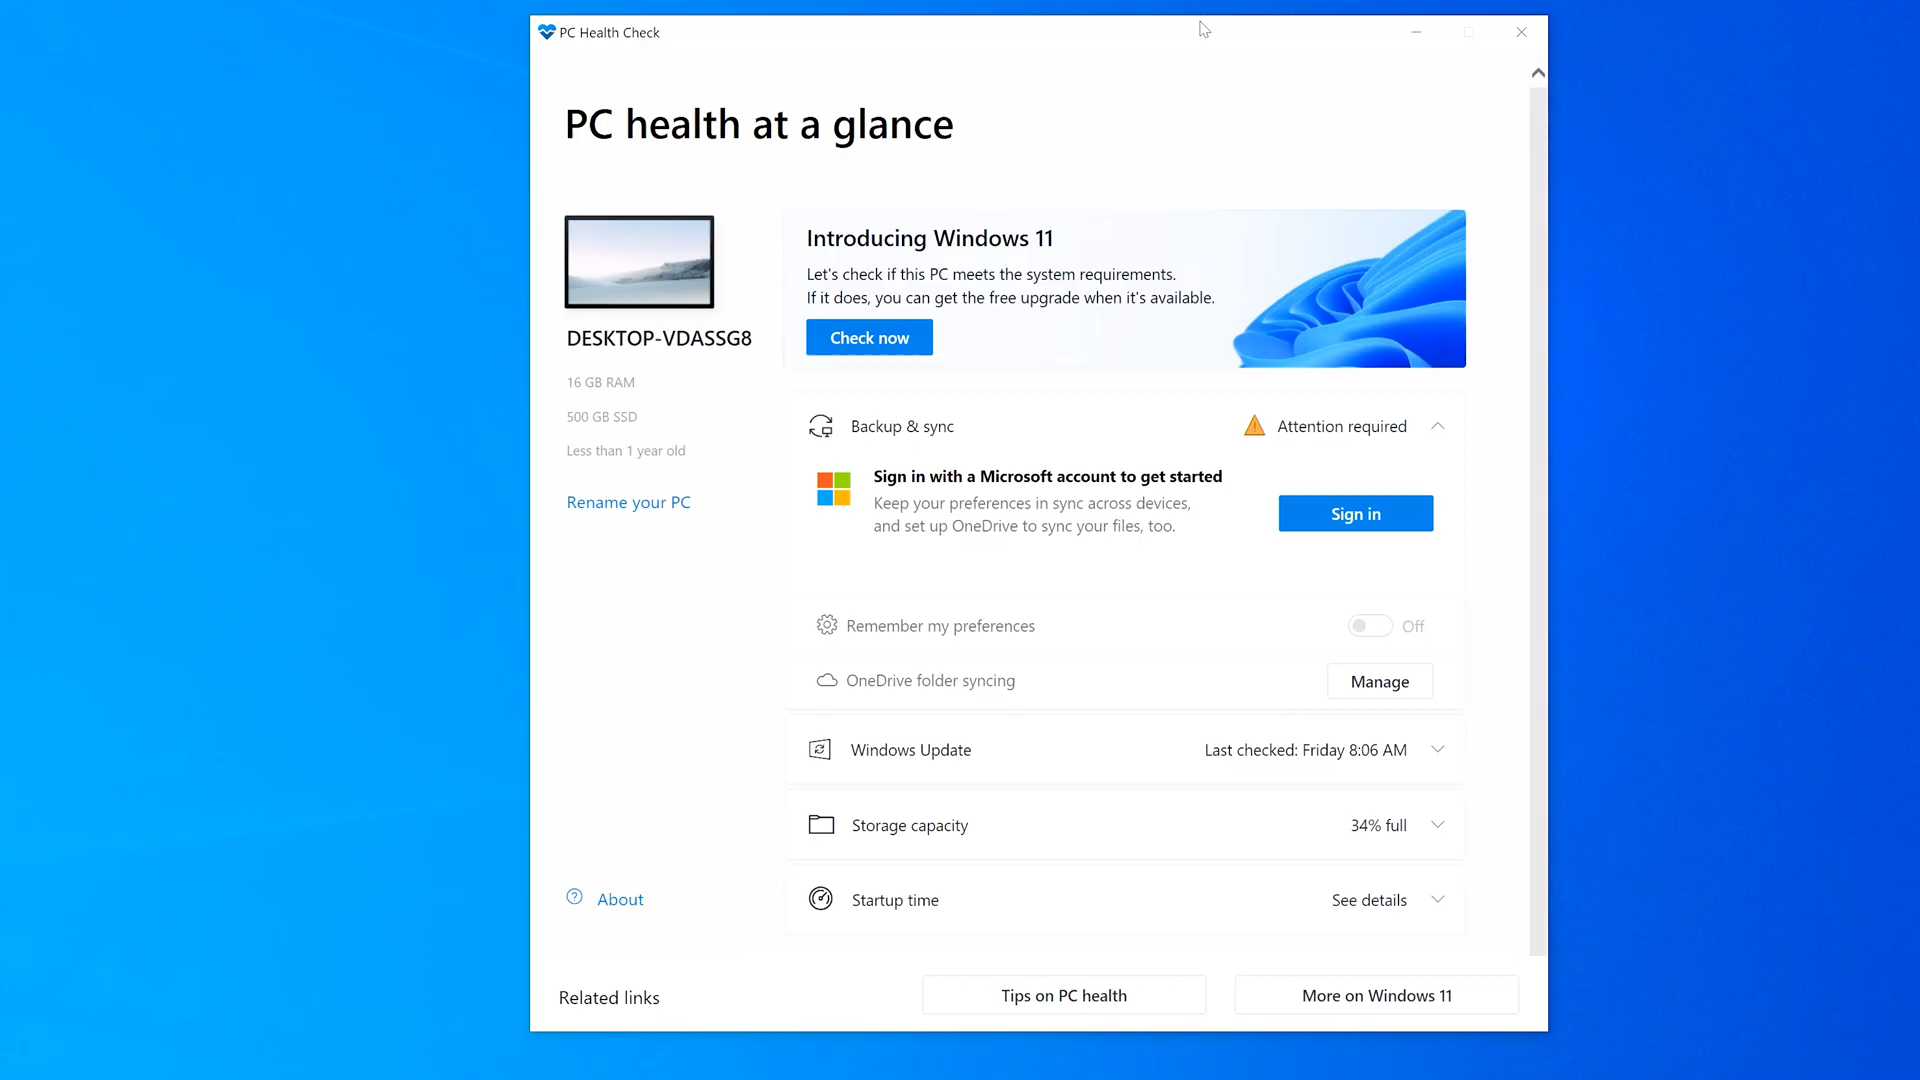 PC Health Check
PC health at a glance
DESKTOP-VDASSG8
16 GB RAM
500 GB SSD
Less than 1 year old
Rename your PC
About
Introducing Windows 11
Let's check if this PC meets the system requirements.
If it does, you can get the free upgrade when it's available.
Check now
Backup & sync
Attention required
Sign in with a Microsoft account to get started
Keep your preferences in sync across devices,
and set up OneDrive to sync your files, too.
Sign in
Remember my preferences
Off
OneDrive folder syncing
Manage
Windows Update
Last checked: Friday 8:06 AM
Storage capacity
34% full
Startup time
See details
Related links
Tips on PC health
More on Windows 11